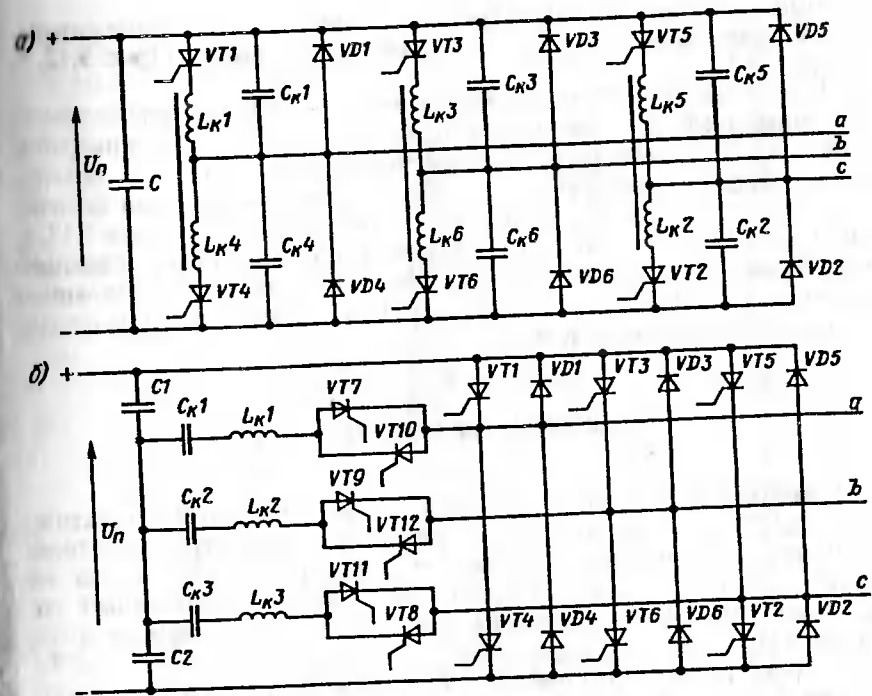 а) + VT1 VD1 VT3 VD3 VT5 VD5
Cк1 Cк3 Cк5
Lк1 Lк3 Lк5
a
b
c
Uп C
Lк4 Cк4 Lк6 Cк6 Lк2 Cк2
VT4 VD4 VT6 VD6 VT2 VD2
−
б) + C1 VT7 VT1 VD1 VT3 VD3 VT5 VD5
Cк1 Lк1 VT10 a
VT9
Cк2 Lк2 VT12 b
Uп
VT11
Cк3 Lк3 VT8 c
C2 VT4 VD4 VT6 VD6 VT2 VD2
−